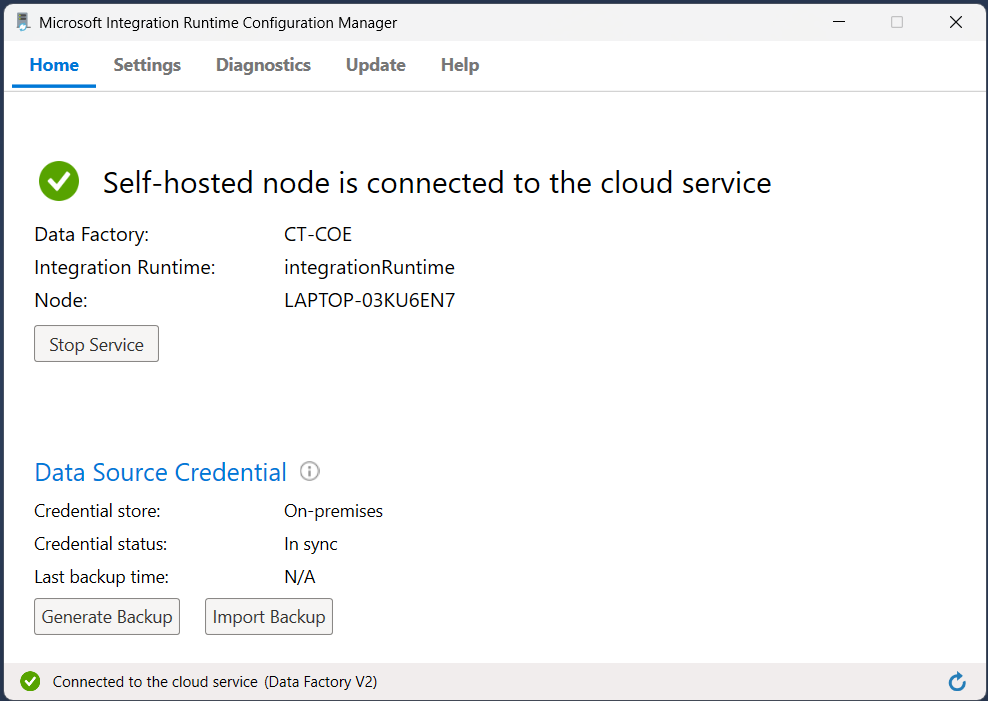 Microsoft Integration Runtime Configuration Manager
Home Settings Diagnostics Update Help
Self-hosted node is connected to the cloud service
Data Factory: CT-COE
Integration Runtime: integrationRuntime
Node: LAPTOP-03KU6EN7
Stop Service
Data Source Credential
Credential store: On-premises
Credential status: In sync
Last backup time: N/A
Generate Backup Import Backup
Connected to the cloud service (Data Factory V2)